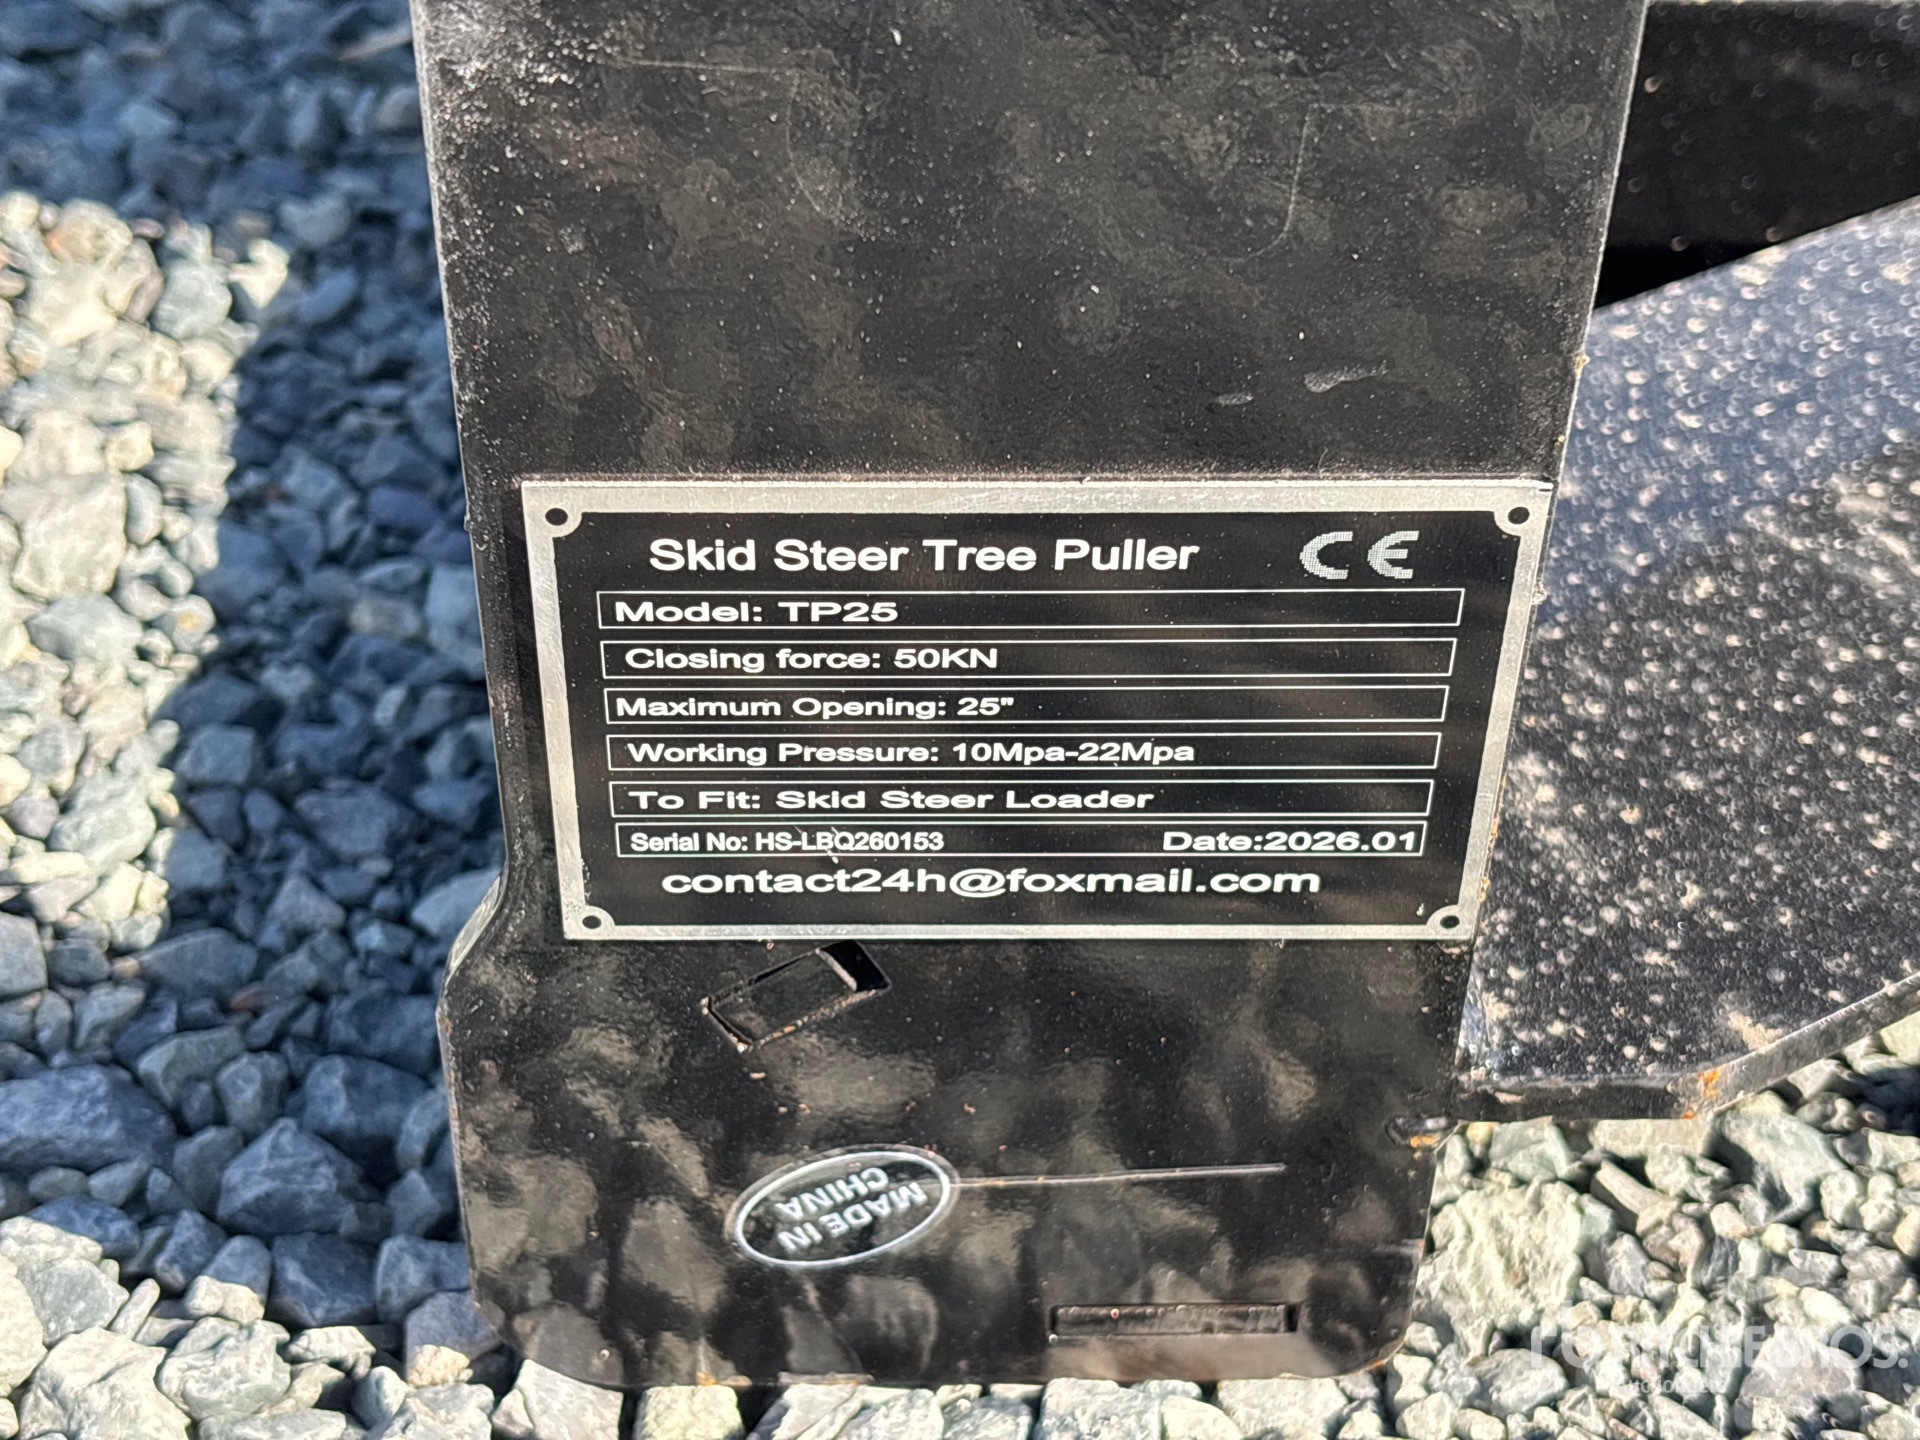 Skid Steer Tree Puller CE
Model: TP25
Closing force: 50KN
Maximum Opening: 25"
Working Pressure: 10Mpa-22Mpa
To Fit: Skid Steer Loader
Serial No: HS-LBQ260153 Date:2026.01
contact24h@foxmail.com
MADE IN
CHINA